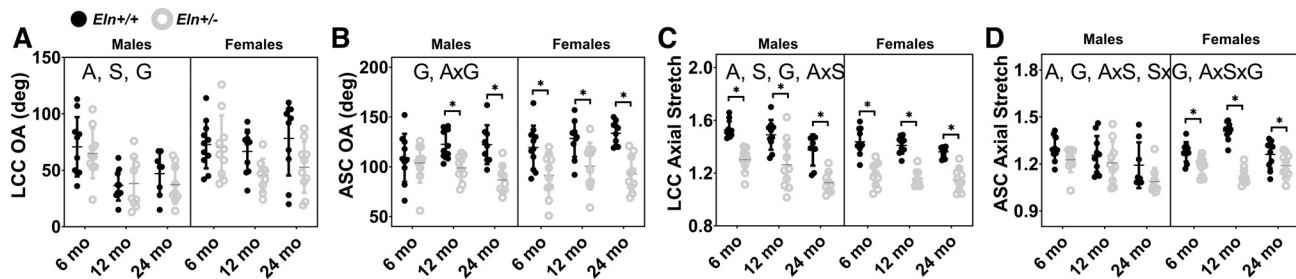 Eln+/+ Eln+/-
A
Males Females
LCC OA (deg)
150
100
50
0
A, S, G
6 mo 12 mo 24 mo 6 mo 12 mo 24 mo
B
Males Females
ASC OA (deg)
200
150
100
50
G, AxG
* * * * *
6 mo 12 mo 24 mo 6 mo 12 mo 24 mo
C
Males Females
LCC Axial Stretch
2.0
1.6
1.2
0.8
A, S, G, AxS
* * * * * *
6 mo 12 mo 24 mo 6 mo 12 mo 24 mo
D
Males Females
ASC Axial Stretch
1.8
1.5
1.2
0.9
A, G, AxS, SxG, AxSxG
* * *
6 mo 12 mo 24 mo 6 mo 12 mo 24 mo